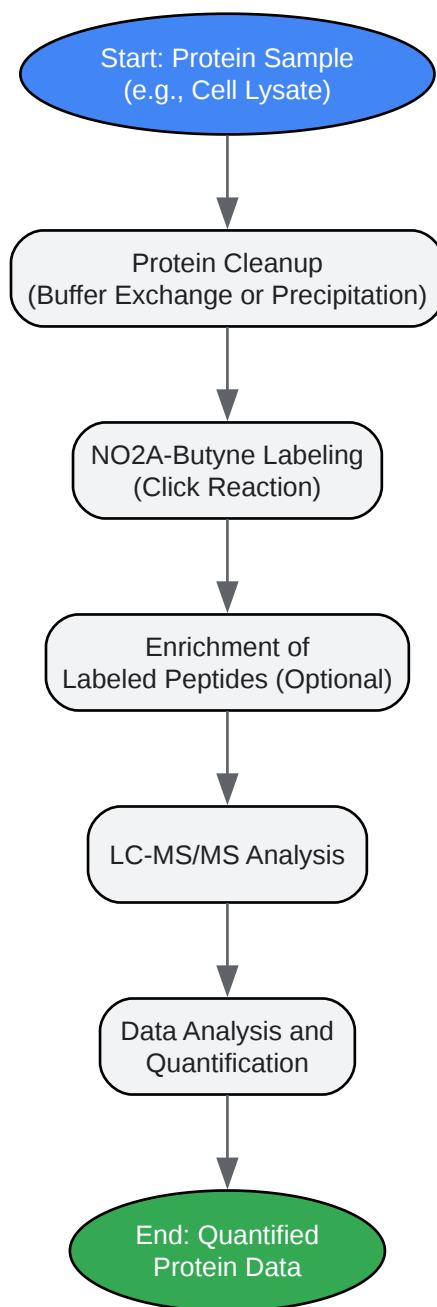 Start: Protein Sample
(e.g., Cell Lysate)
Protein Cleanup
(Buffer Exchange or Precipitation)
NO2A-Butyne Labeling
(Click Reaction)
Enrichment of
Labeled Peptides (Optional)
LC-MS/MS Analysis
Data Analysis and
Quantification
End: Quantified
Protein Data